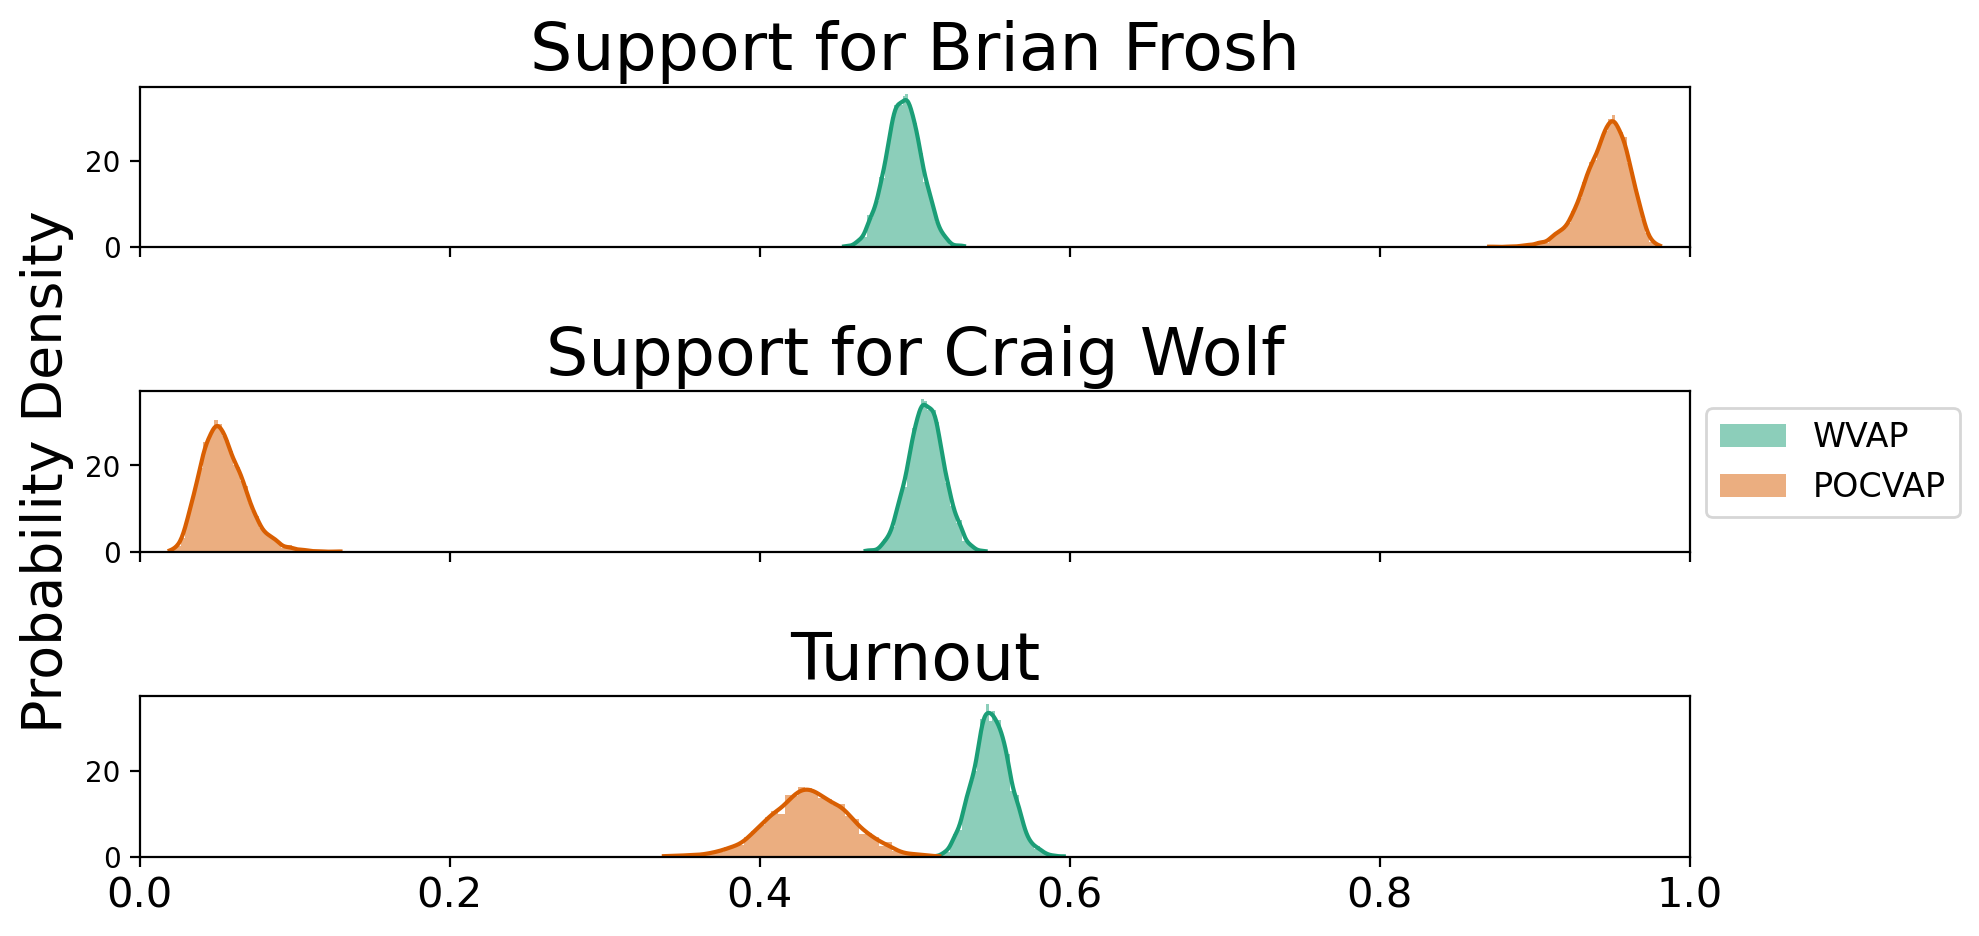 Support for Brian Frosh
20
0
Probability Density
Support for Craig Wolf
20
0
WVAP
POCVAP
Turnout
20
0
0.0 0.2 0.4 0.6 0.8 1.0